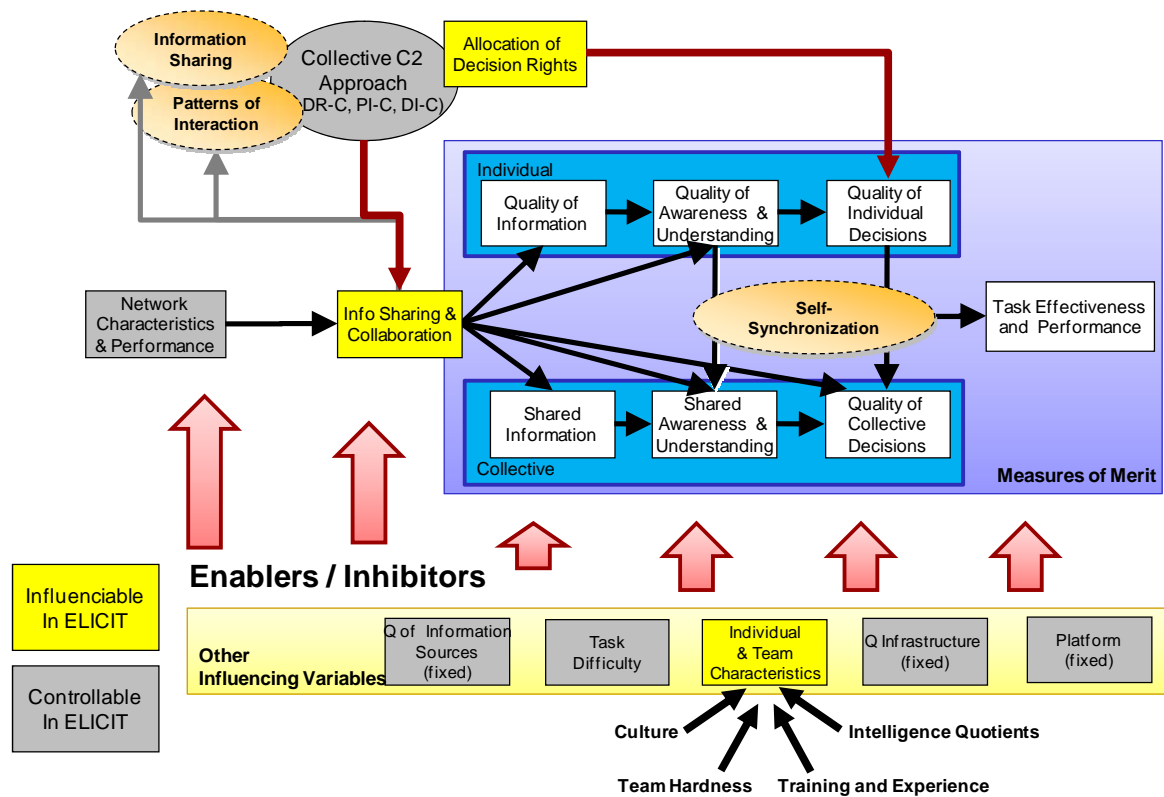 Information
Sharing
Patterns of
Interaction
Collective C2
Approach
DR-C, PI-C, DI-C)
Allocation of
Decision Rights
Individual
Quality of
Information
Quality of
Awareness &
Understanding
Quality of
Individual
Decisions
Network
Characteristics
& Performance
Info Sharing &
Collaboration
Self-
Synchronization
Task Effectiveness
and Performance
Shared
Information
Shared
Awareness &
Understanding
Quality of
Collective
Decisions
Collective
Measures of Merit
Enablers / Inhibitors
Influenciable
In ELICIT
Controllable
In ELICIT
Other
Influencing Variables
Q of Information
Sources
(fixed)
Task
Difficulty
Individual
& Team
Characteristics
Q Infrastructure
(fixed)
Platform
(fixed)
Culture
Intelligence Quotients
Team Hardness
Training and Experience